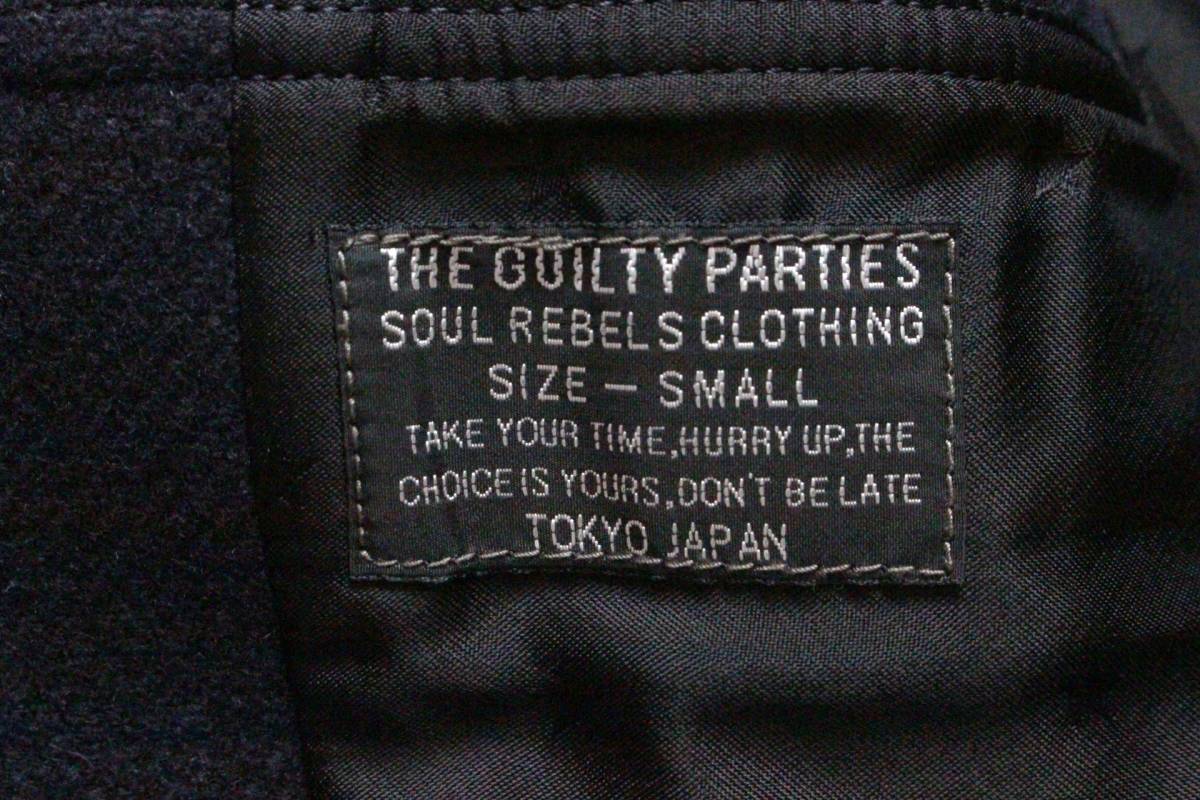 THE GUILTY PARTIES
SOUL REBELS CLOTHING
SIZE — SMALL
TAKE YOUR TIME,HURRY UP,THE
CHOICE IS YOURS,DON'T BE LATE
TOKYO JAPAN